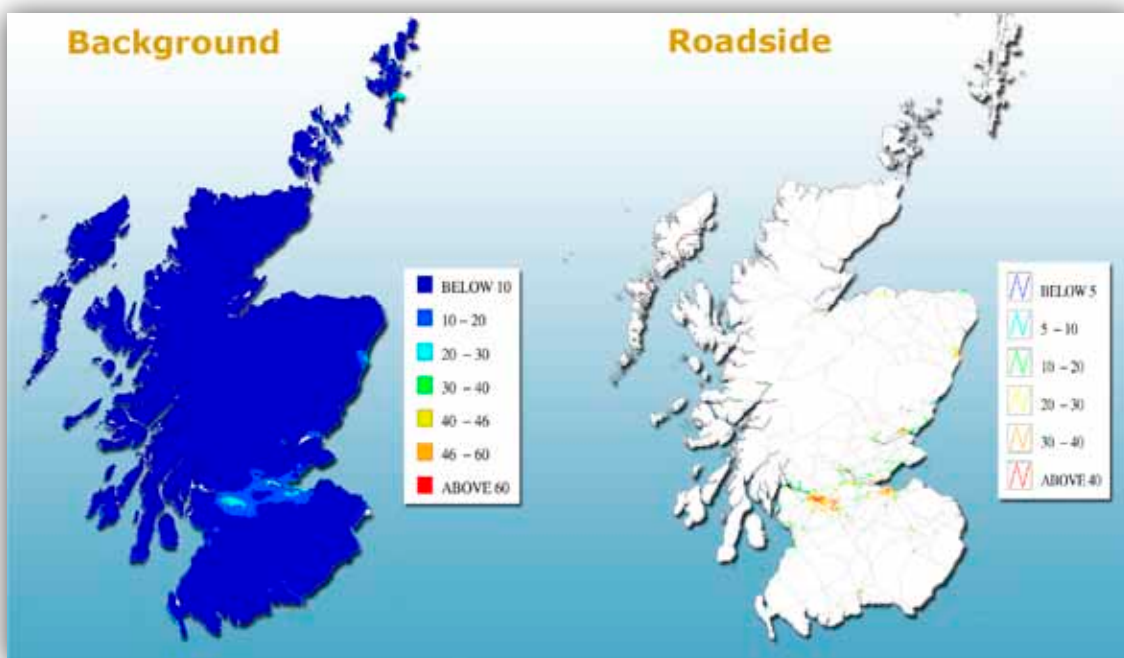 Background
Roadside
BELOW 10
10 – 20
20 – 30
30 – 40
40 – 46
46 – 60
ABOVE 60
BELOW 5
5 – 10
10 – 20
20 – 30
30 – 40
ABOVE 40